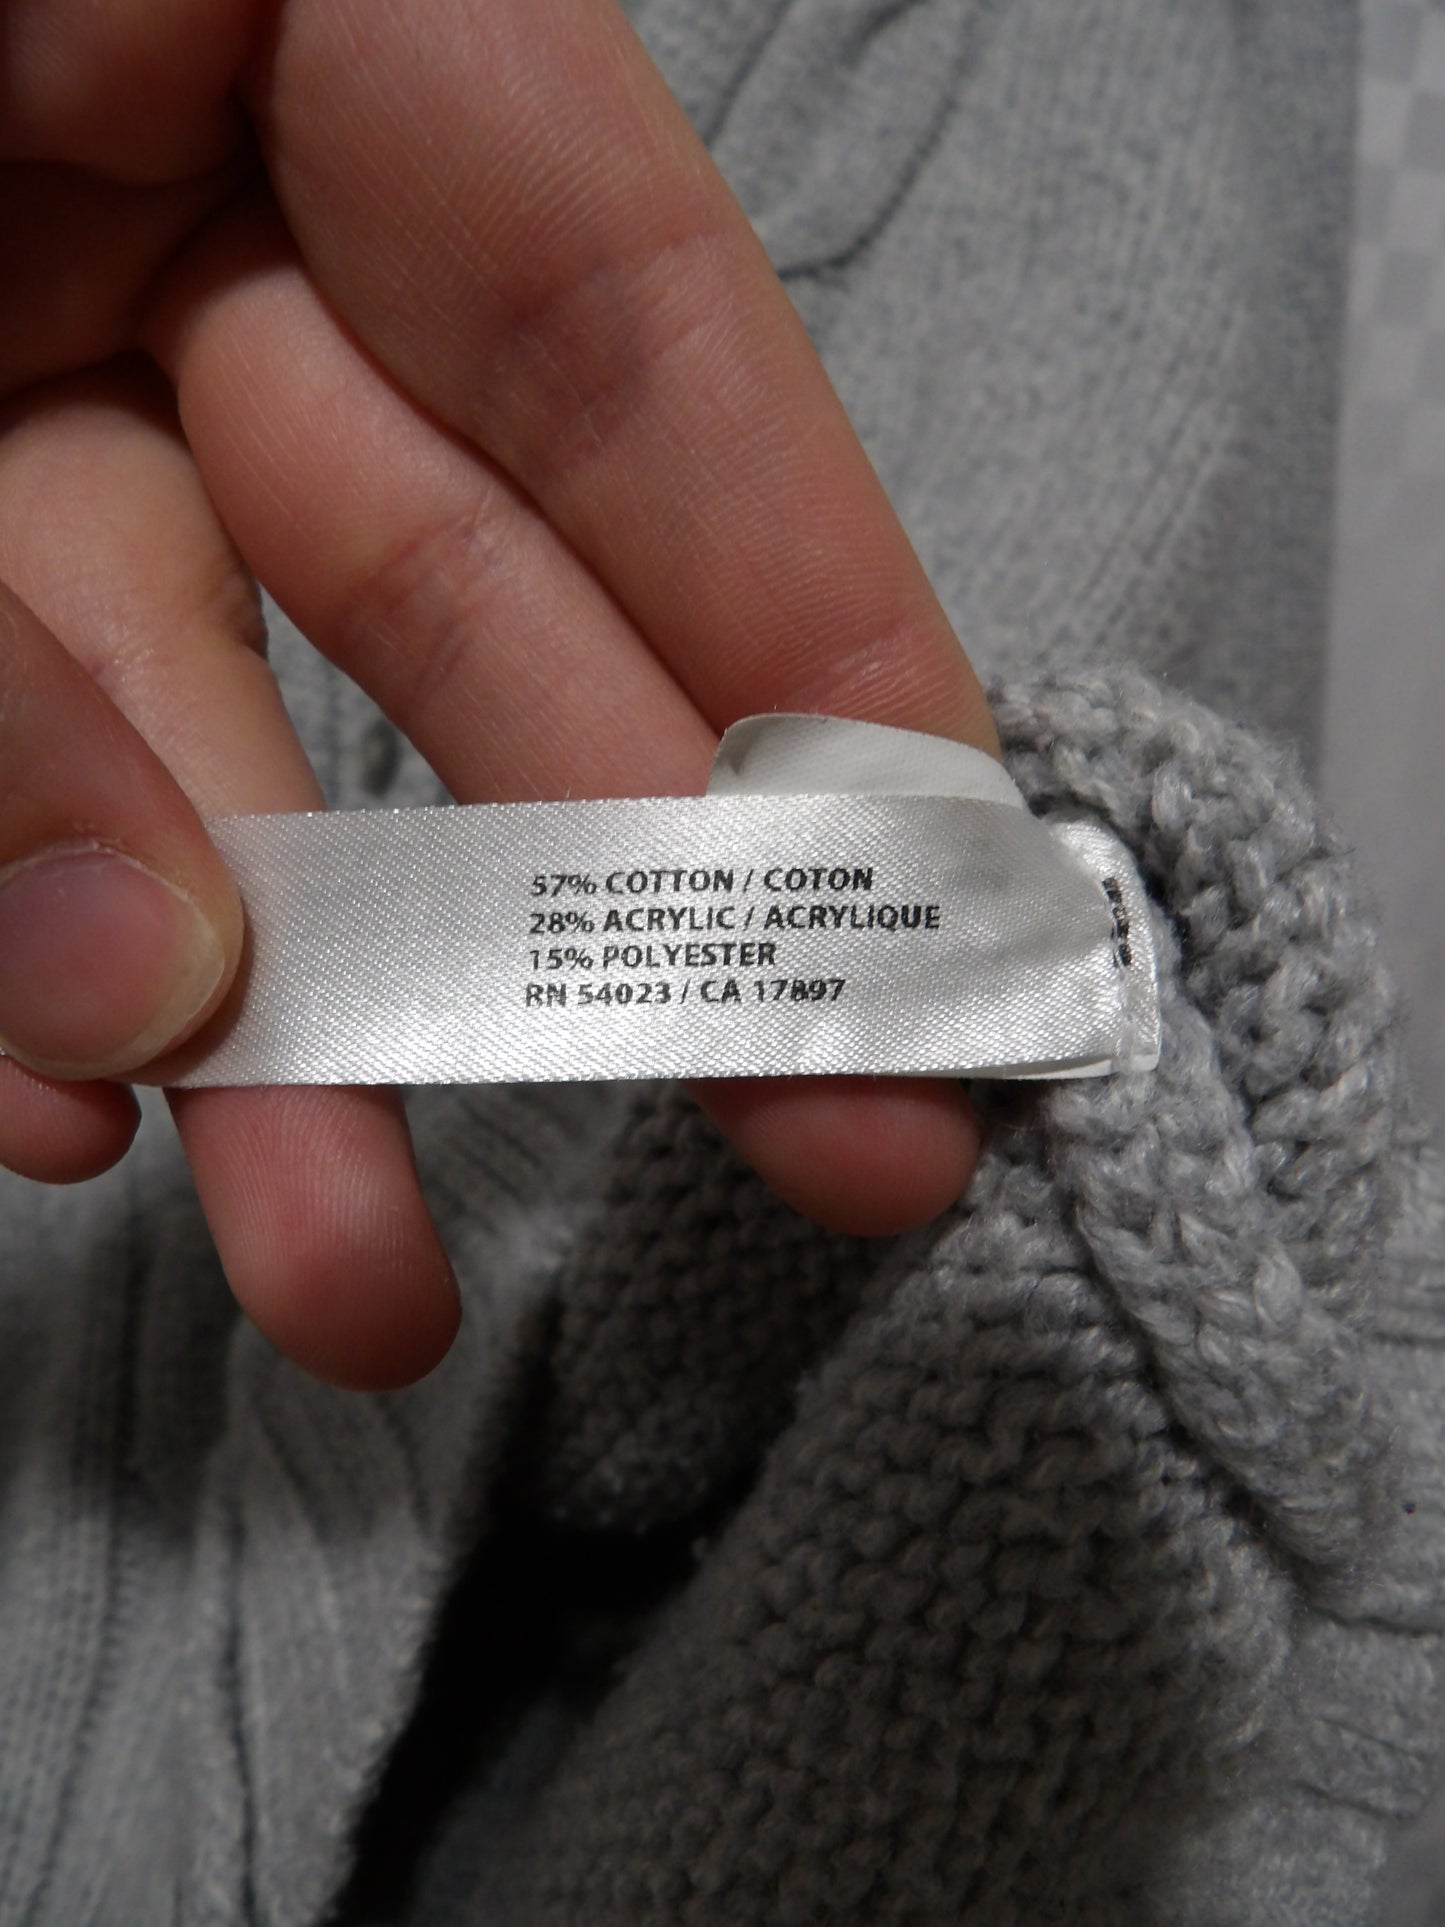 57% COTTON / COTON
28% ACRYLIC / ACRYLIQUE
15% POLYESTER
RN 54023 / CA 17897